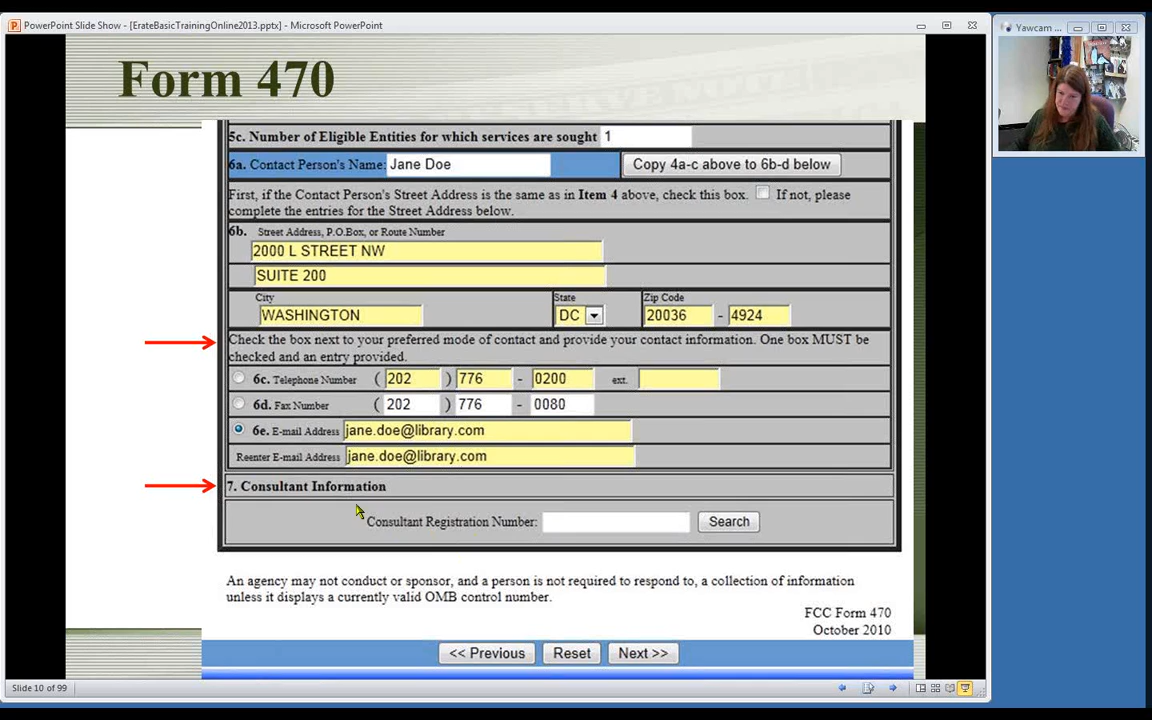 PowerPoint Slide Show - [ErateBasicTrainingOnline2013.pptx] - Microsoft PowerPoint
Yawcam ...
Form 470
5c. Number of Eligible Entities for which services are sought 1
6a. Contact Person's Name: Jane Doe Copy 4a-c above to 6b-d below
First, if the Contact Person's Street Address is the same as in Item 4 above, check this box. If not, please
complete the entries for the Street Address below.
6b. Street Address, P.O.Box, or Route Number
2000 L STREET NW
SUITE 200
City State Zip Code
WASHINGTON DC 20036 - 4924
Check the box next to your preferred mode of contact and provide your contact information. One box MUST be
checked and an entry provided.
6c. Telephone Number ( 202 ) 776 - 0200 ext.
6d. Fax Number ( 202 ) 776 - 0080
6e. E-mail Address jane.doe@library.com
Reenter E-mail Address jane.doe@library.com
7. Consultant Information
Consultant Registration Number: Search
An agency may not conduct or sponsor, and a person is not required to respond to, a collection of information
unless it displays a currently valid OMB control number.
FCC Form 470
October 2010
<< Previous Reset Next >>
Slide 10 of 99